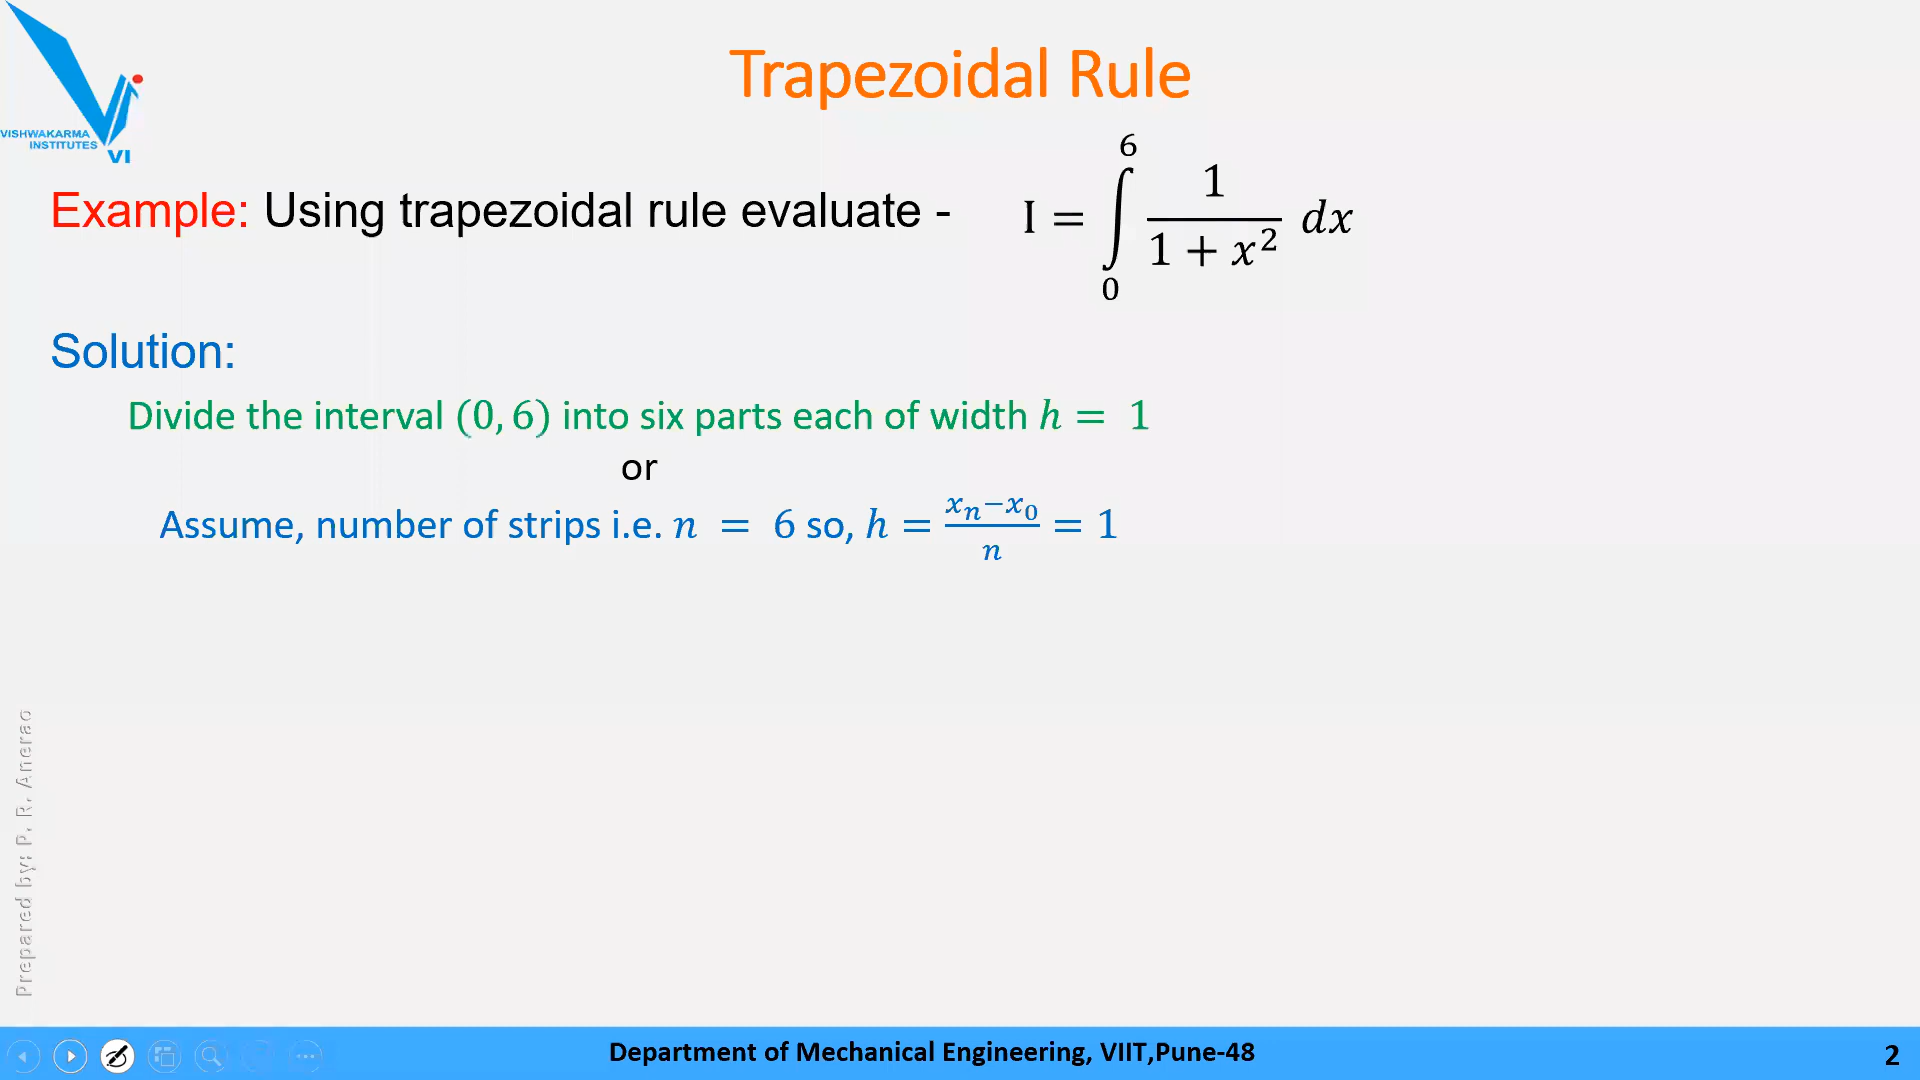 Trapezoidal Rule
VISHWAKARMA
INSTITUTES
VI
Example: Using trapezoidal rule evaluate - I = ∫₀⁶ 1/(1 + x²) dx
Solution:
Divide the interval (0, 6) into six parts each of width h = 1
or
Assume, number of strips i.e. n = 6 so, h = (xₙ−x₀)/n = 1
Prepared by: P. R. Anerao
Department of Mechanical Engineering, VIIT,Pune-48
2